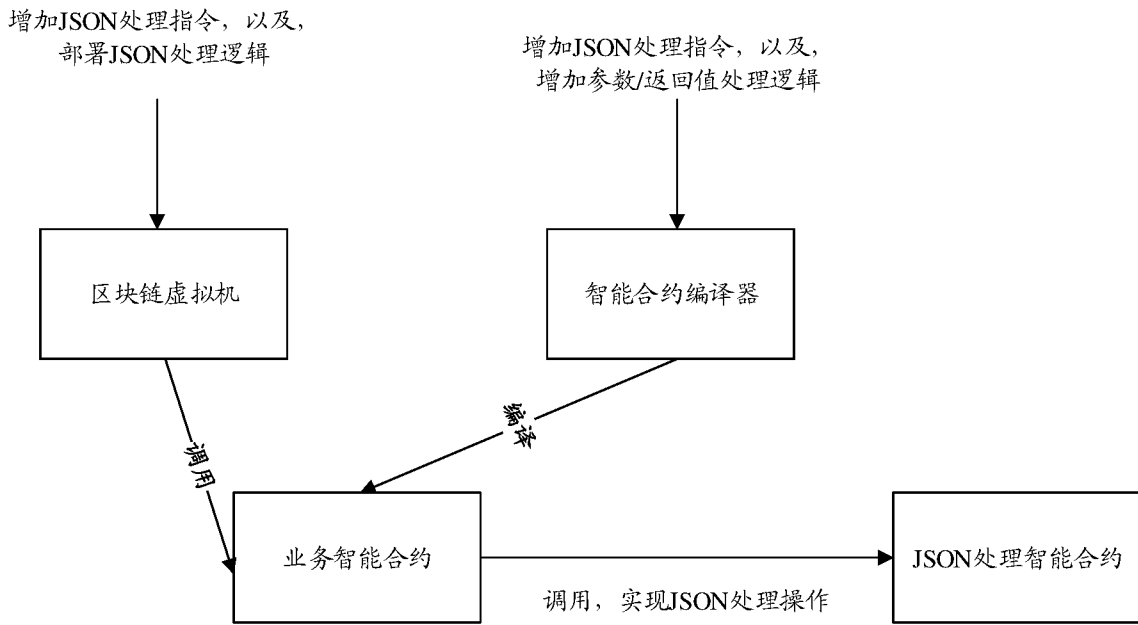 增加JSON处理指令，以及，
部署JSON处理逻辑
增加JSON处理指令，以及，
增加参数/返回值处理逻辑
区块链虚拟机
智能合约编译器
编译
调用
业务智能合约
JSON处理智能合约
调用，实现JSON处理操作